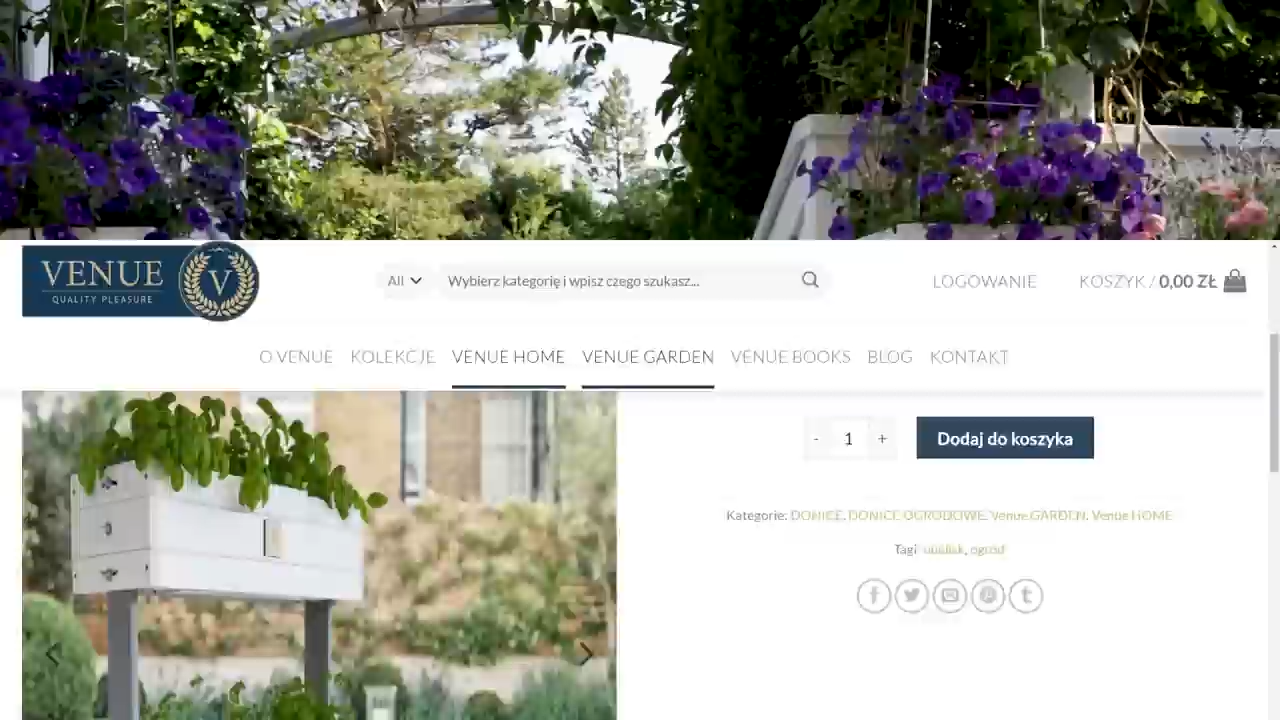 VENUE
QUALITY PLEASURE
V
All
Wybierz kategorię i wpisz czego szukasz...
LOGOWANIE
KOSZYK / 0,00 ZŁ
O VENUE KOLEKCJE VENUE HOME VENUE GARDEN VENUE BOOKS BLOG KONTAKT
- 1 +
Dodaj do koszyka
Kategorie: DONICE, DONICE OGRODOWE, Venue GARDEN, Venue HOME
Tagi: ogród